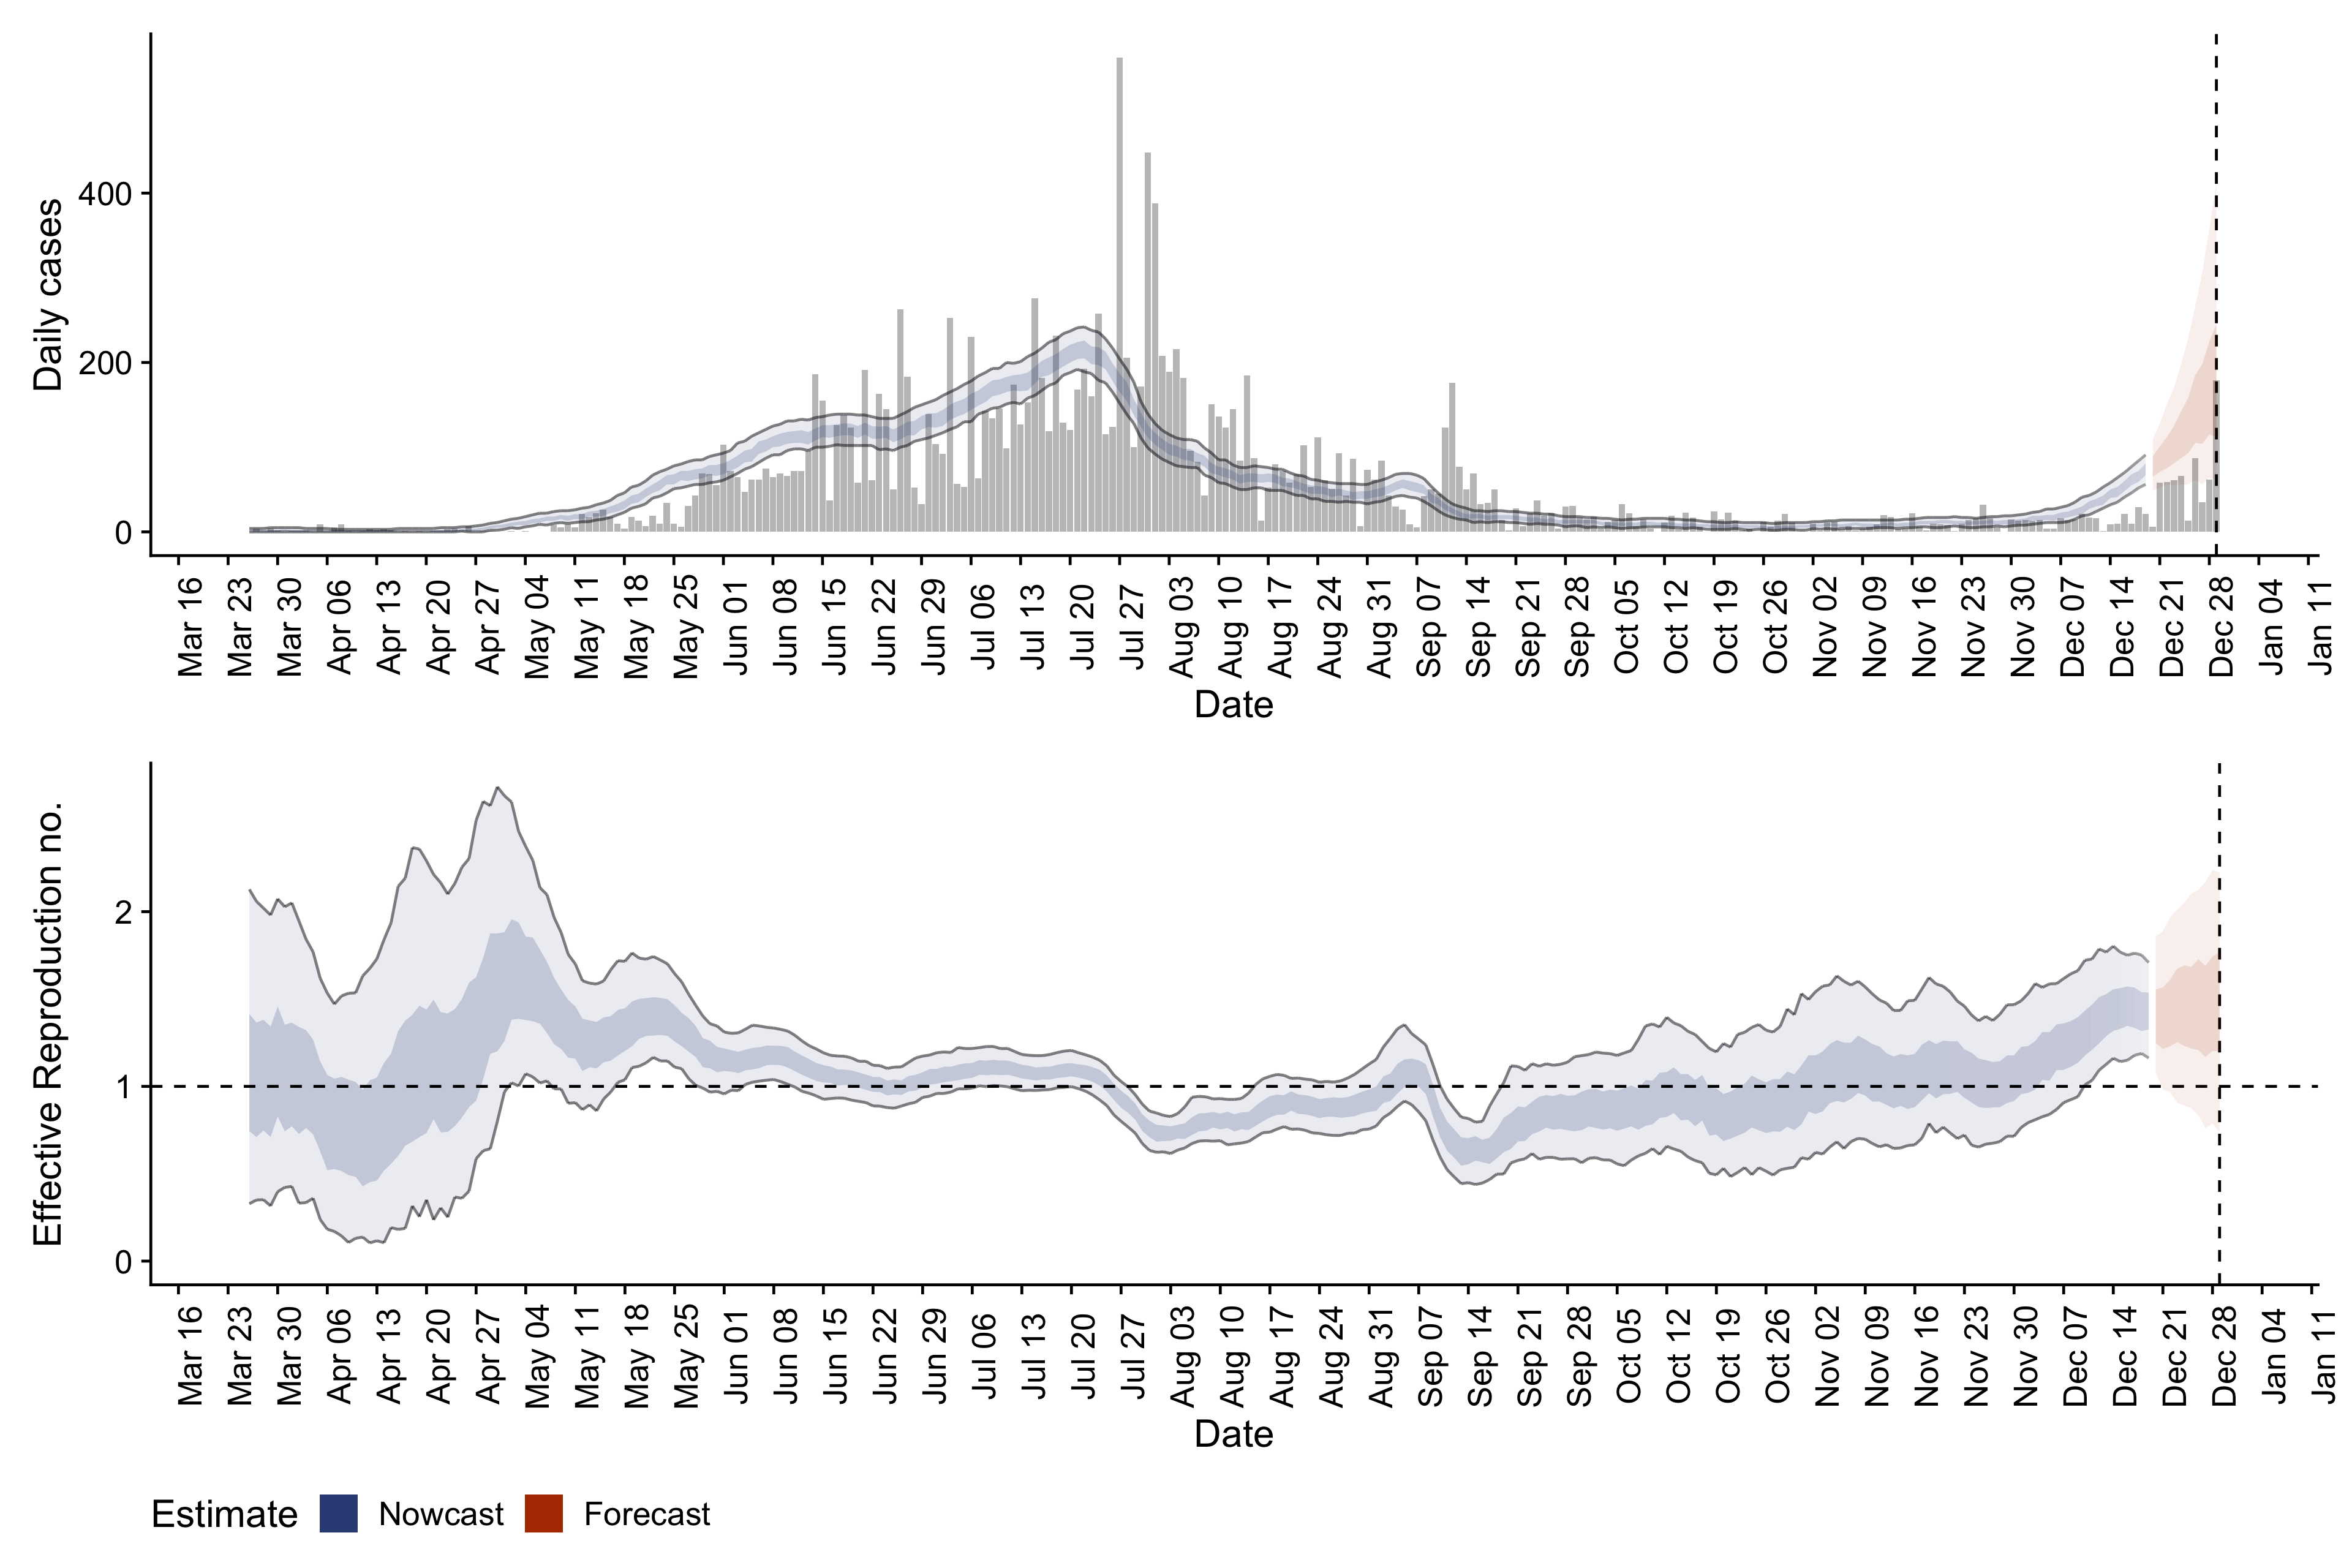 Daily cases
400
200
0
Mar 16 Mar 23 Mar 30 Apr 06 Apr 13 Apr 20 Apr 27 May 04 May 11 May 18 May 25 Jun 01 Jun 08 Jun 15 Jun 22 Jun 29 Jul 06 Jul 13 Jul 20 Jul 27 Aug 03 Aug 10 Aug 17 Aug 24 Aug 31 Sep 07 Sep 14 Sep 21 Sep 28 Oct 05 Oct 12 Oct 19 Oct 26 Nov 02 Nov 09 Nov 16 Nov 23 Nov 30 Dec 07 Dec 14 Dec 21 Dec 28 Jan 04 Jan 11
Date
Effective Reproduction no.
2
1
0
Mar 16 Mar 23 Mar 30 Apr 06 Apr 13 Apr 20 Apr 27 May 04 May 11 May 18 May 25 Jun 01 Jun 08 Jun 15 Jun 22 Jun 29 Jul 06 Jul 13 Jul 20 Jul 27 Aug 03 Aug 10 Aug 17 Aug 24 Aug 31 Sep 07 Sep 14 Sep 21 Sep 28 Oct 05 Oct 12 Oct 19 Oct 26 Nov 02 Nov 09 Nov 16 Nov 23 Nov 30 Dec 07 Dec 14 Dec 21 Dec 28 Jan 04 Jan 11
Date
Estimate Nowcast Forecast